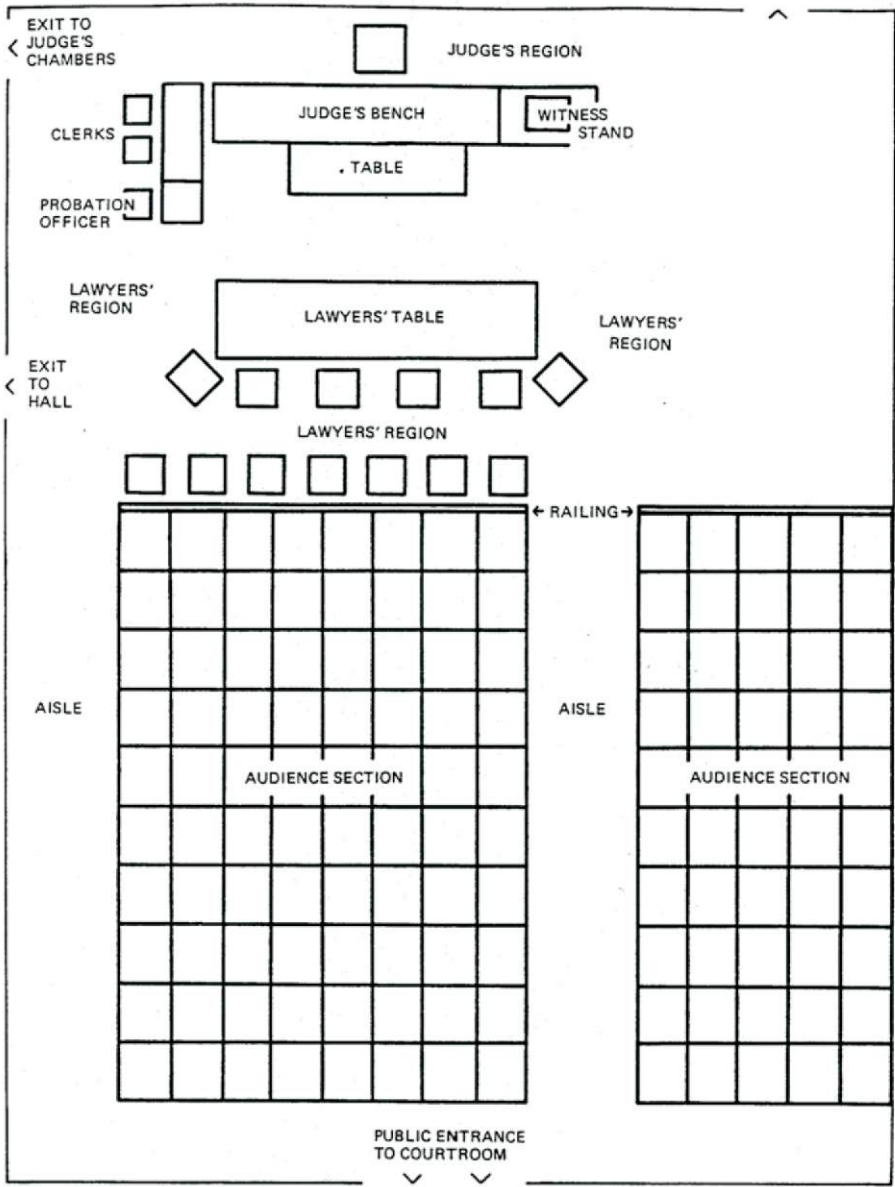 EXIT TO
JUDGE'S
CHAMBERS
JUDGE'S REGION
CLERKS
JUDGE'S BENCH
WITNESS
STAND
TABLE
PROBATION
OFFICER
LAWYERS'
REGION
LAWYERS' TABLE
LAWYERS'
REGION
EXIT
TO
HALL
LAWYERS' REGION
← RAILING →
AISLE
AISLE
AUDIENCE SECTION
AUDIENCE SECTION
PUBLIC ENTRANCE
TO COURTROOM